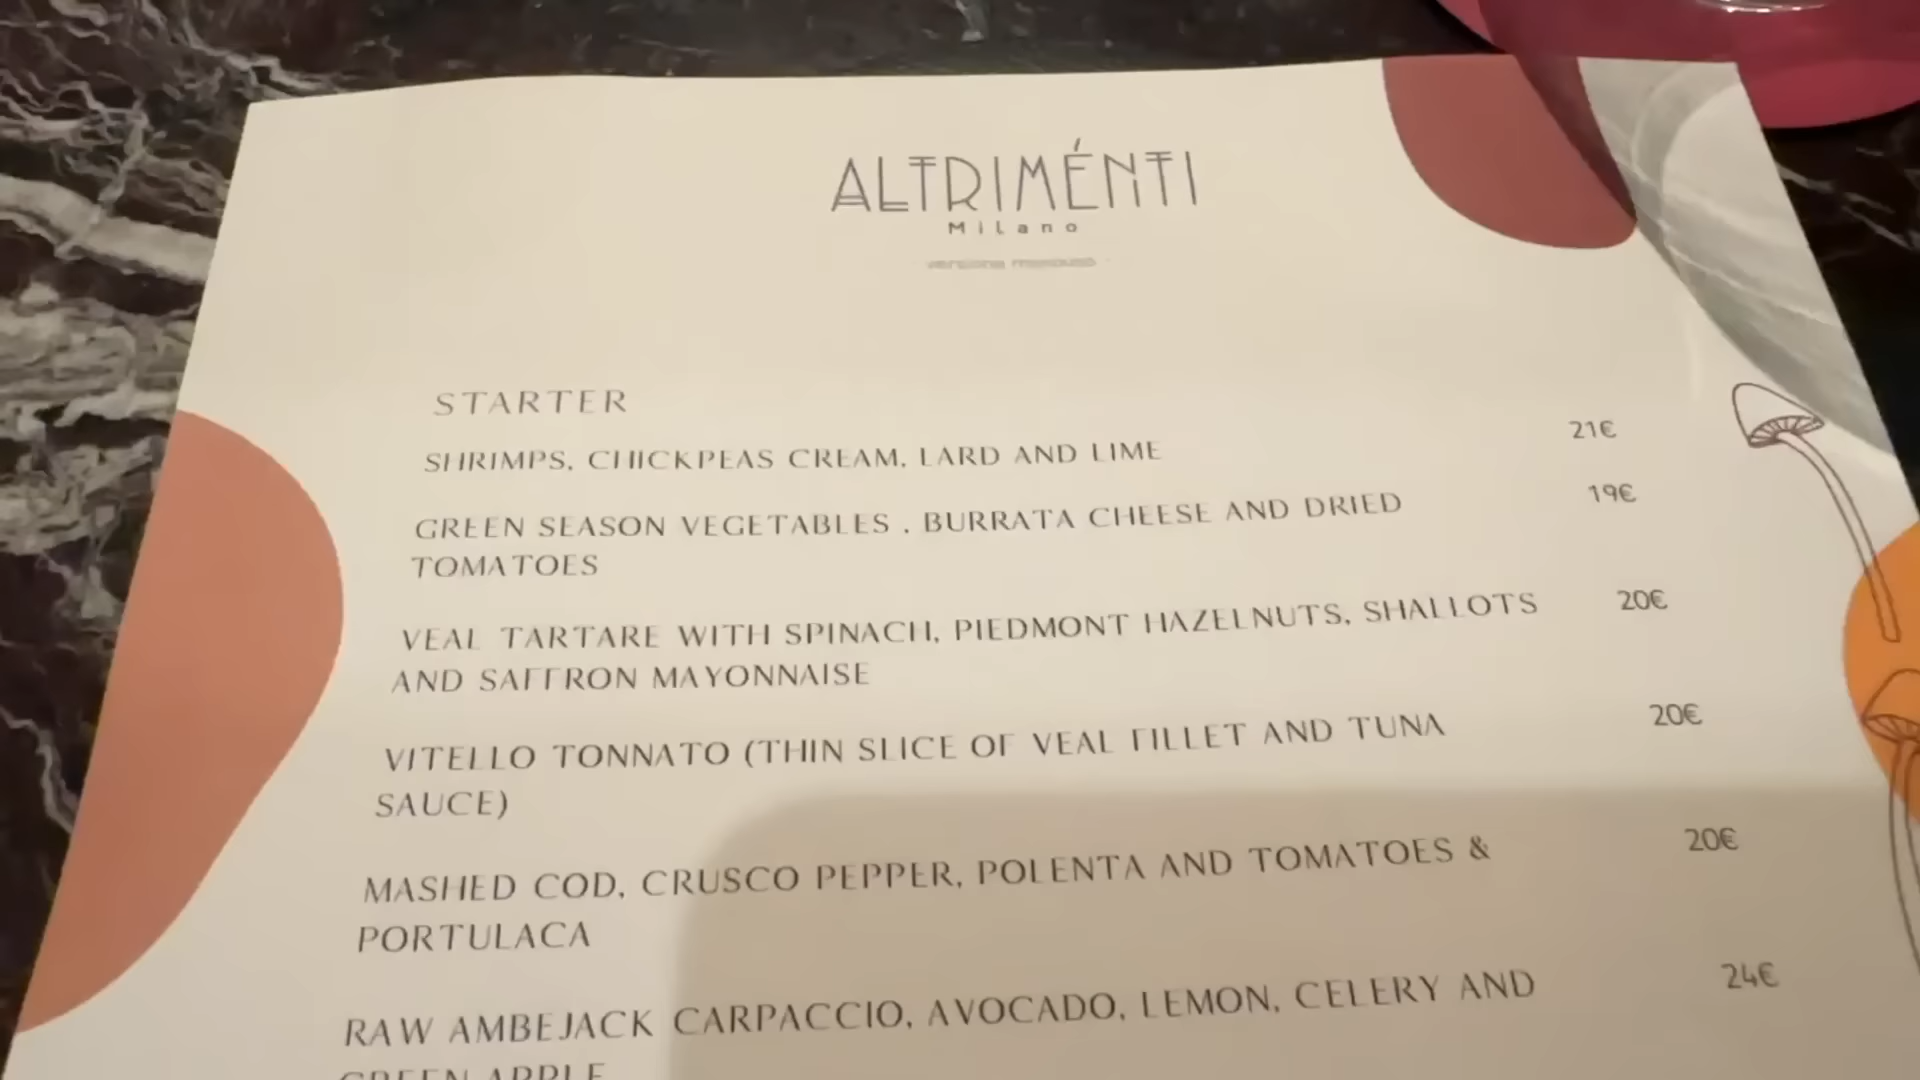 ALTRIMÉNTI
Milano
STARTER
SHRIMPS, CHICKPEAS CREAM, LARD AND LIME 21€
GREEN SEASON VEGETABLES , BURRATA CHEESE AND DRIED 19€
TOMATOES
VEAL TARTARE WITH SPINACH, PIEDMONT HAZELNUTS, SHALLOTS 20€
AND SAFFRON MAYONNAISE
VITELLO TONNATO (THIN SLICE OF VEAL FILLET AND TUNA 20€
SAUCE)
MASHED COD, CRUSCO PEPPER, POLENTA AND TOMATOES & 20€
PORTULACA
RAW AMBEJACK CARPACCIO, AVOCADO, LEMON, CELERY AND 24€
GREEN APPLE